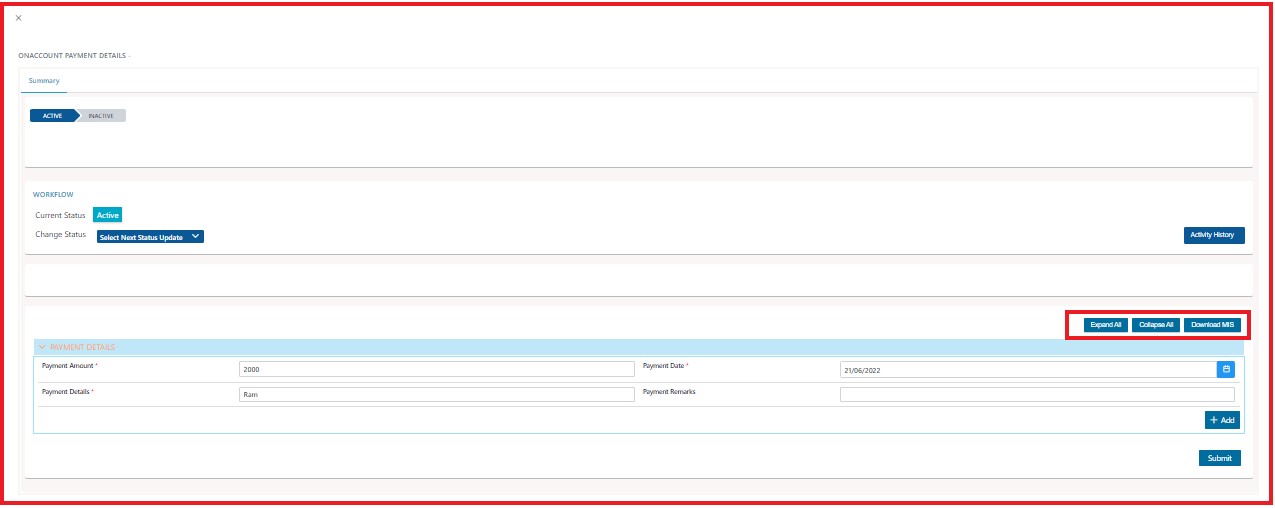 ×
ONACCOUNT PAYMENT DETAILS -
Summary
ACTIVE INACTIVE
WORKFLOW
Current Status Active
Change Status Select Next Status Update
Activity History
Expand All Collapse All Download MIS
PAYMENT DETAILS
Payment Amount * 2000 Payment Date * 21/06/2022
Payment Details * Ram Payment Remarks
+ Add
Submit